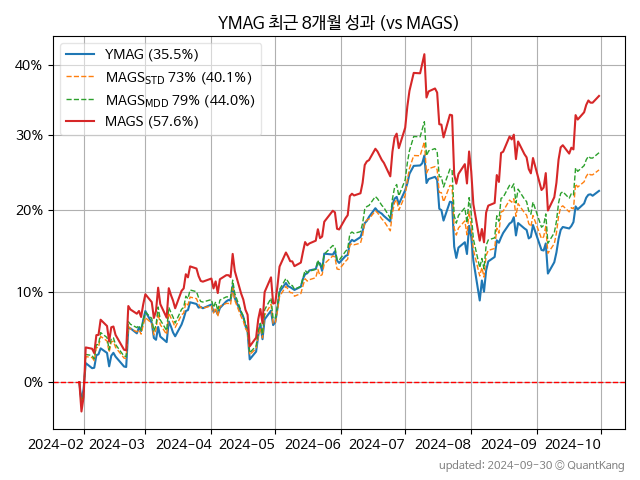 YMAG 최근 8개월 성과 (vs MAGS)
YMAG (35.5%)
MAGS_STD 73% (40.1%)
MAGS_MDD 79% (44.0%)
MAGS (57.6%)
40%
30%
20%
10%
0%
2024-02 2024-03 2024-04 2024-05 2024-06 2024-07 2024-08 2024-09 2024-10
updated: 2024-09-30 © QuantKang